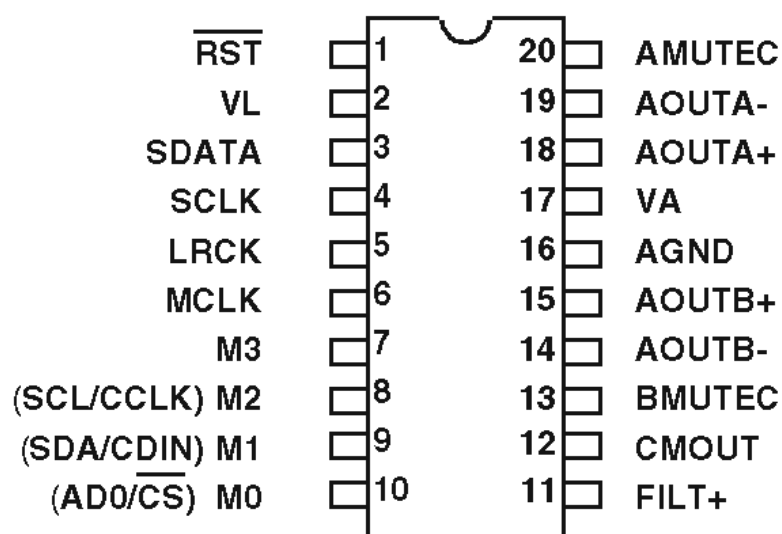 RST 1 20 AMUTEC
VL 2 19 AOUTA-
SDATA 3 18 AOUTA+
SCLK 4 17 VA
LRCK 5 16 AGND
MCLK 6 15 AOUTB+
M3 7 14 AOUTB-
(SCL/CCLK) M2 8 13 BMUTEC
(SDA/CDIN) M1 9 12 CMOUT
(AD0/CS) M0 10 11 FILT+